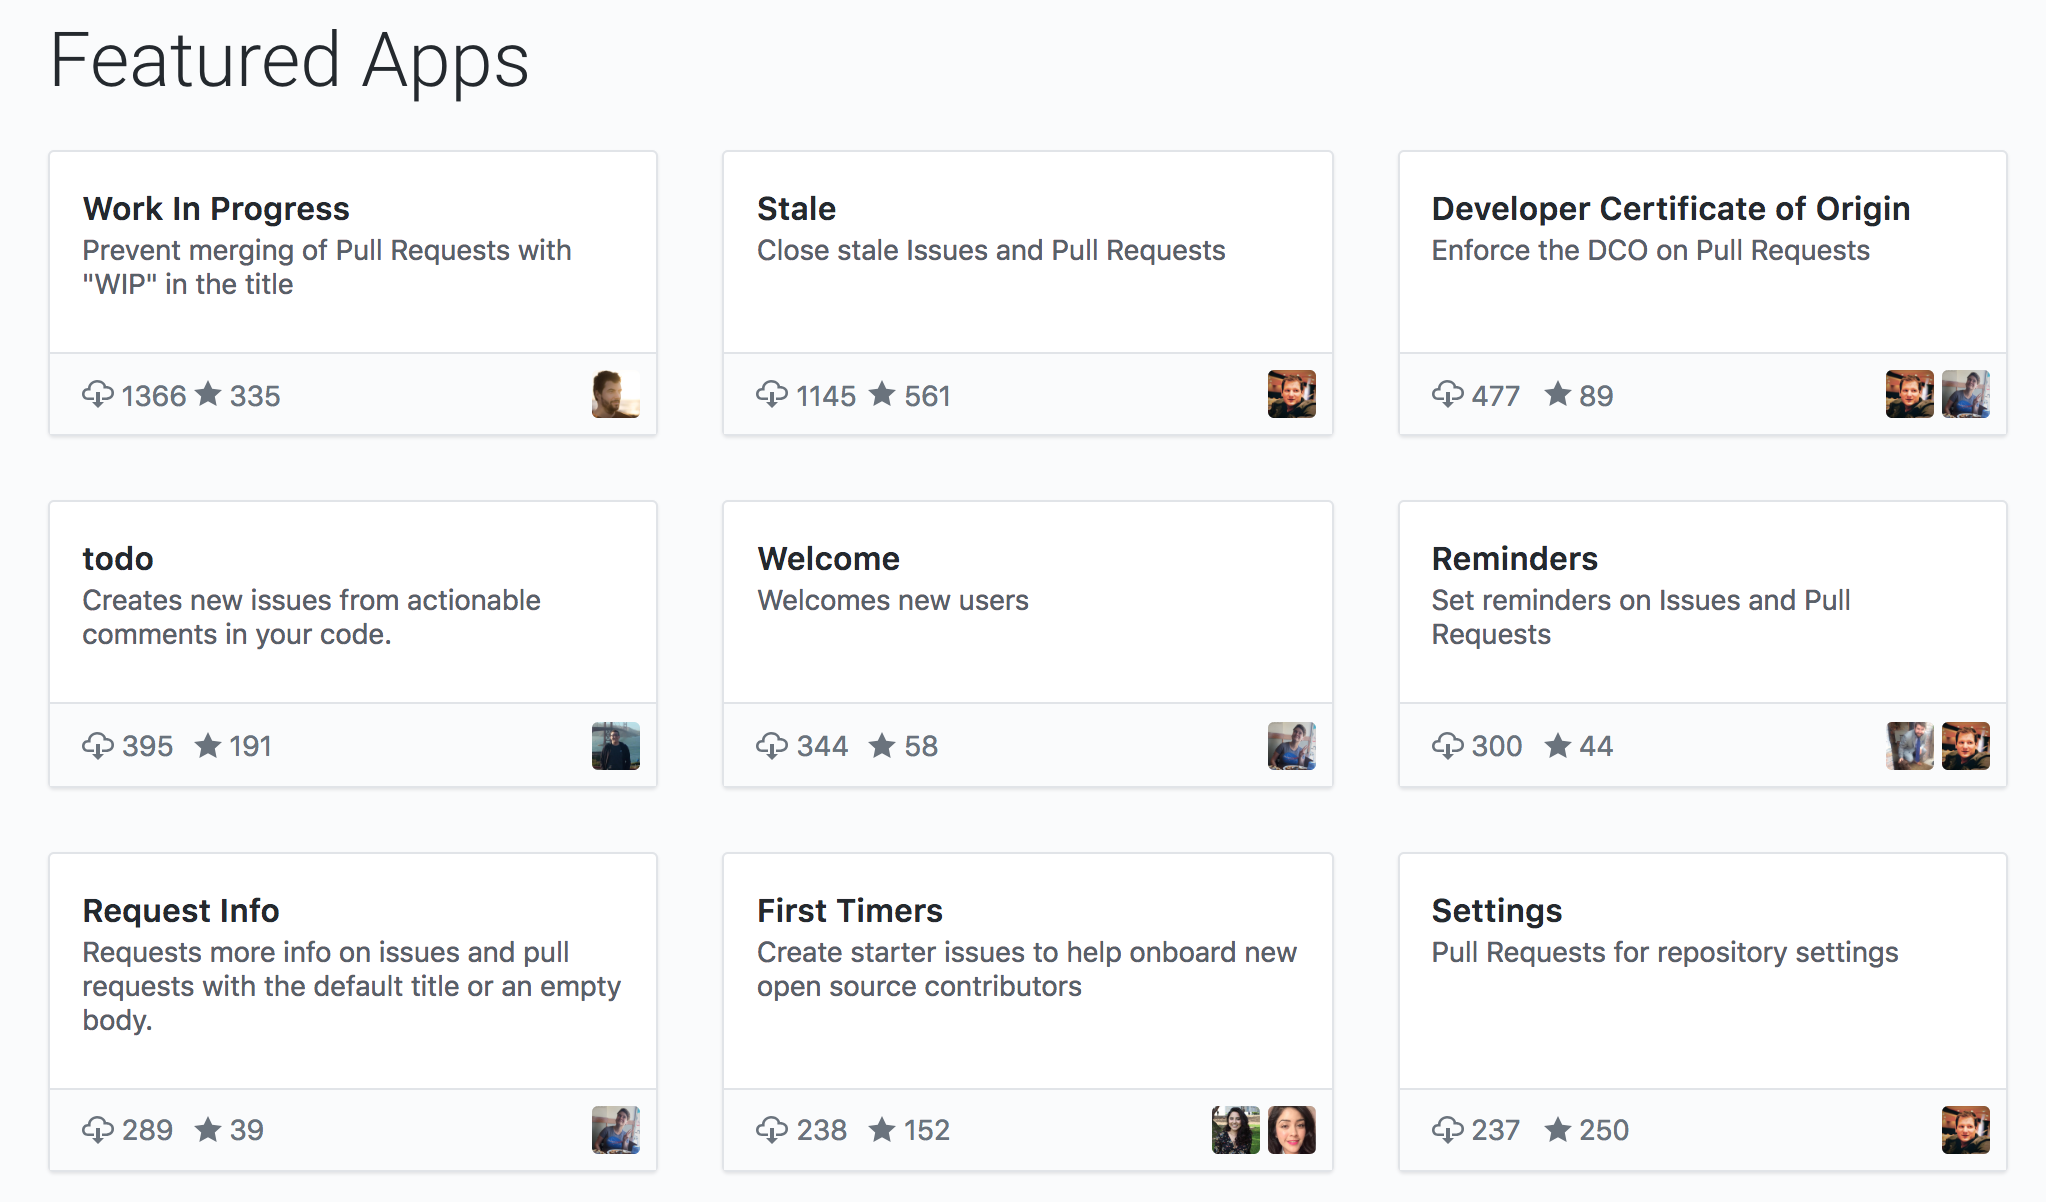 Featured Apps
Work In Progress
Prevent merging of Pull Requests with
"WIP" in the title
1366 335
Stale
Close stale Issues and Pull Requests
1145 561
Developer Certificate of Origin
Enforce the DCO on Pull Requests
477 89
todo
Creates new issues from actionable
comments in your code.
395 191
Welcome
Welcomes new users
344 58
Reminders
Set reminders on Issues and Pull
Requests
300 44
Request Info
Requests more info on issues and pull
requests with the default title or an empty
body.
289 39
First Timers
Create starter issues to help onboard new
open source contributors
238 152
Settings
Pull Requests for repository settings
237 250